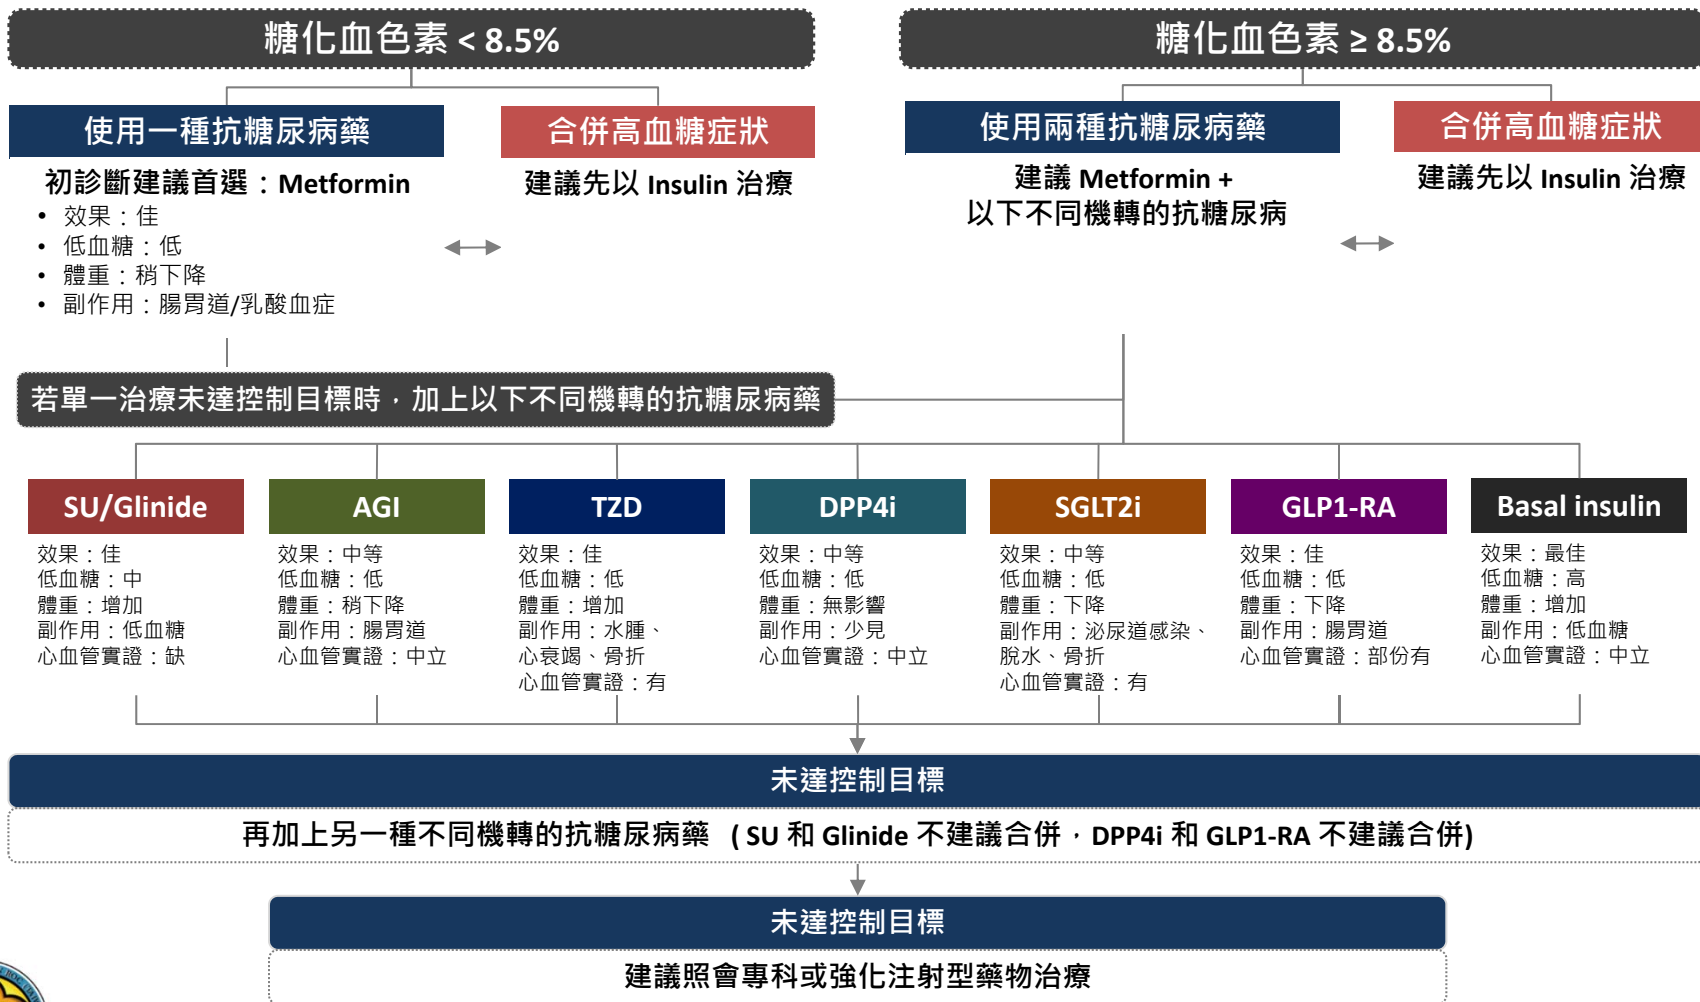 糖化血色素 < 8.5%
糖化血色素 ≥ 8.5%
使用一種抗糖尿病藥
合併高血糖症狀
使用兩種抗糖尿病藥
合併高血糖症狀
初診斷建議首選：Metformin
• 效果：佳
• 低血糖：低
• 體重：稍下降
• 副作用：腸胃道/乳酸血症
建議先以 Insulin 治療
建議 Metformin +
以下不同機轉的抗糖尿病
建議先以 Insulin 治療
若單一治療未達控制目標時，加上以下不同機轉的抗糖尿病藥
SU/Glinide
效果：佳
低血糖：中
體重：增加
副作用：低血糖
心血管實證：缺
AGI
效果：中等
低血糖：低
體重：稍下降
副作用：腸胃道
心血管實證：中立
TZD
效果：佳
低血糖：低
體重：增加
副作用：水腫、
心衰竭、骨折
心血管實證：有
DPP4i
效果：中等
低血糖：低
體重：無影響
副作用：少見
心血管實證：中立
SGLT2i
效果：中等
低血糖：低
體重：下降
副作用：泌尿道感染、
脫水、骨折
心血管實證：有
GLP1-RA
效果：佳
低血糖：低
體重：下降
副作用：腸胃道
心血管實證：部份有
Basal insulin
效果：最佳
低血糖：高
體重：增加
副作用：低血糖
心血管實證：中立
未達控制目標
再加上另一種不同機轉的抗糖尿病藥 ( SU 和 Glinide 不建議合併，DPP4i 和 GLP1-RA 不建議合併)
未達控制目標
建議照會專科或強化注射型藥物治療